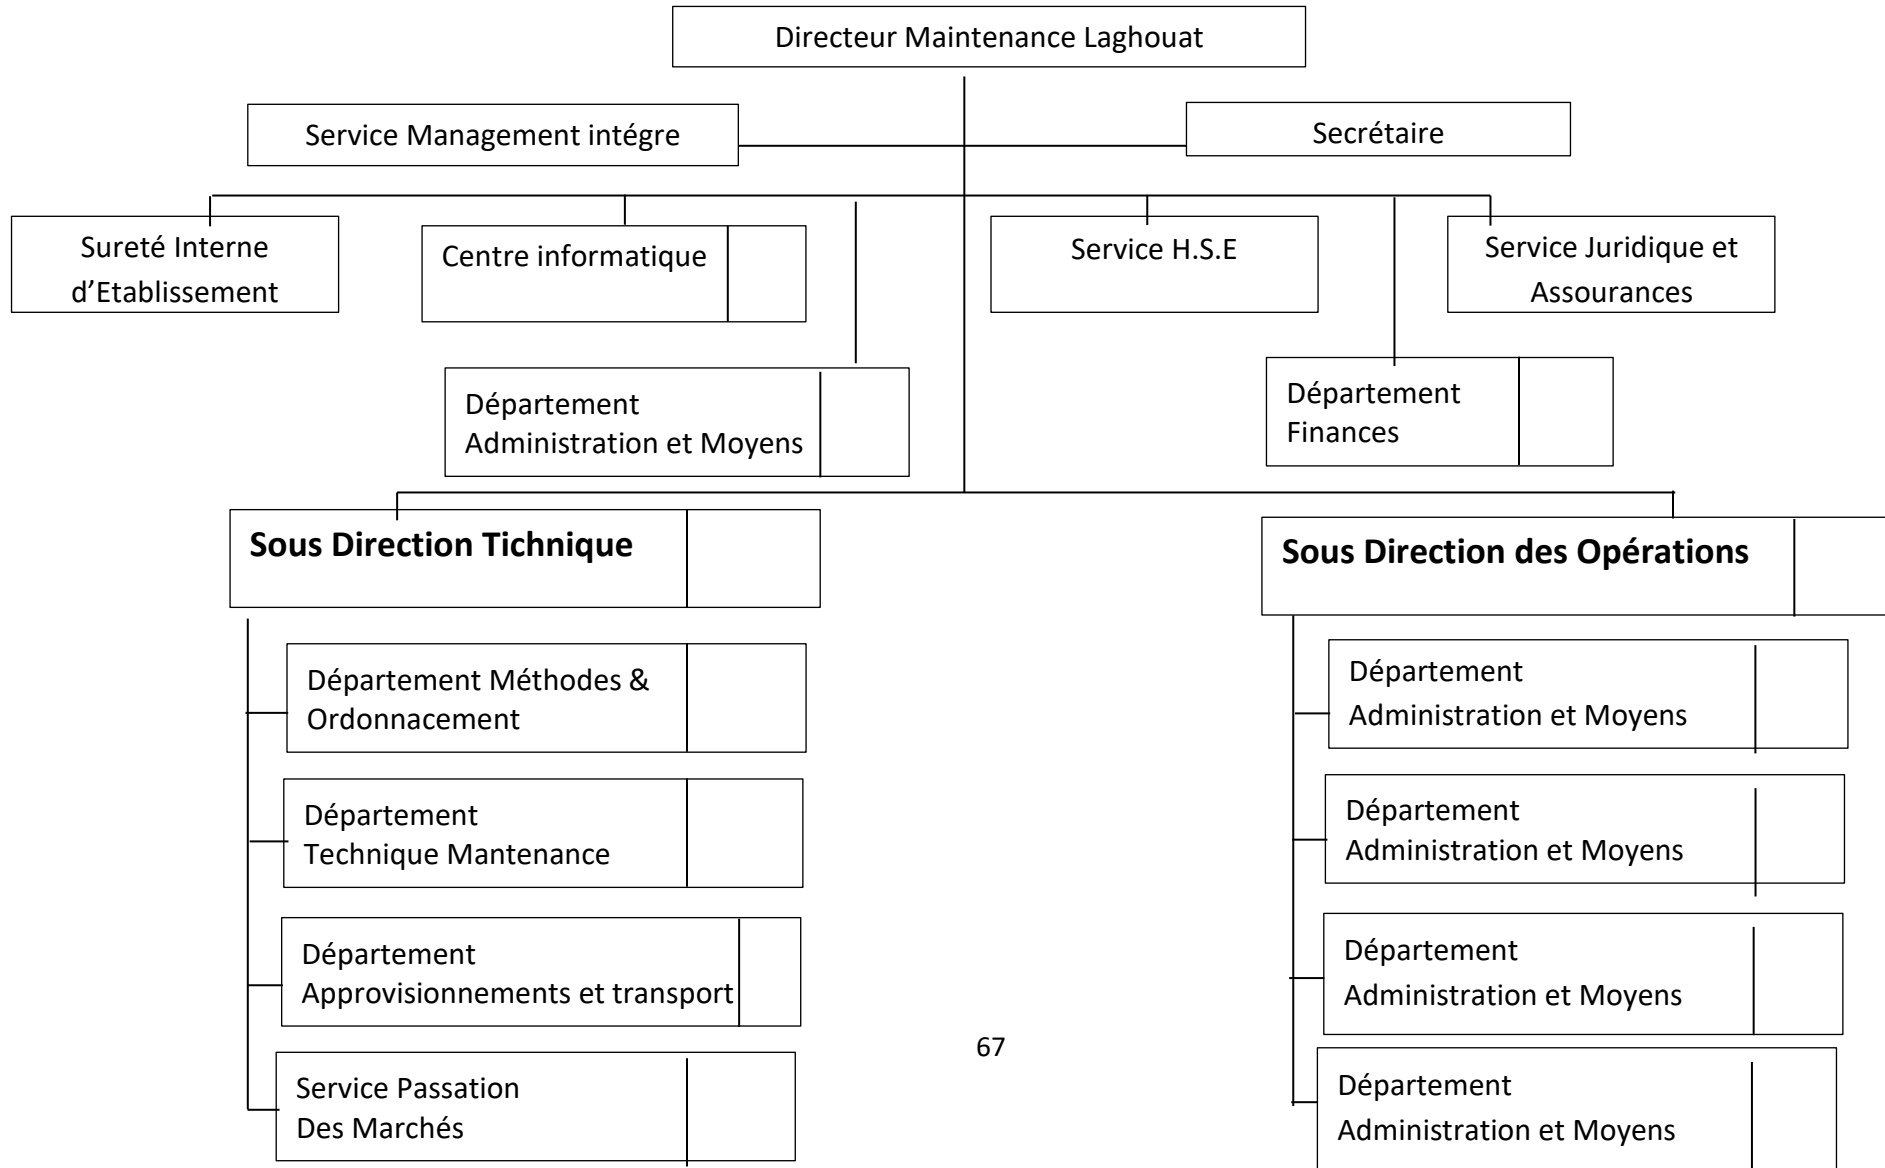 Directeur Maintenance Laghouat
Service Management intégre
Secrétaire
Sureté Interne
d’Etablissement
Centre informatique
Service H.S.E
Service Juridique et
Assourances
Département
Administration et Moyens
Département
Finances
Sous Direction Tichnique
Sous Direction des Opérations
Département Méthodes &
Ordonnacement
Département
Technique Mantenance
Département
Approvisionnements et transport
Service Passation
Des Marchés
Département
Administration et Moyens
Département
Administration et Moyens
Département
Administration et Moyens
Département
Administration et Moyens
67